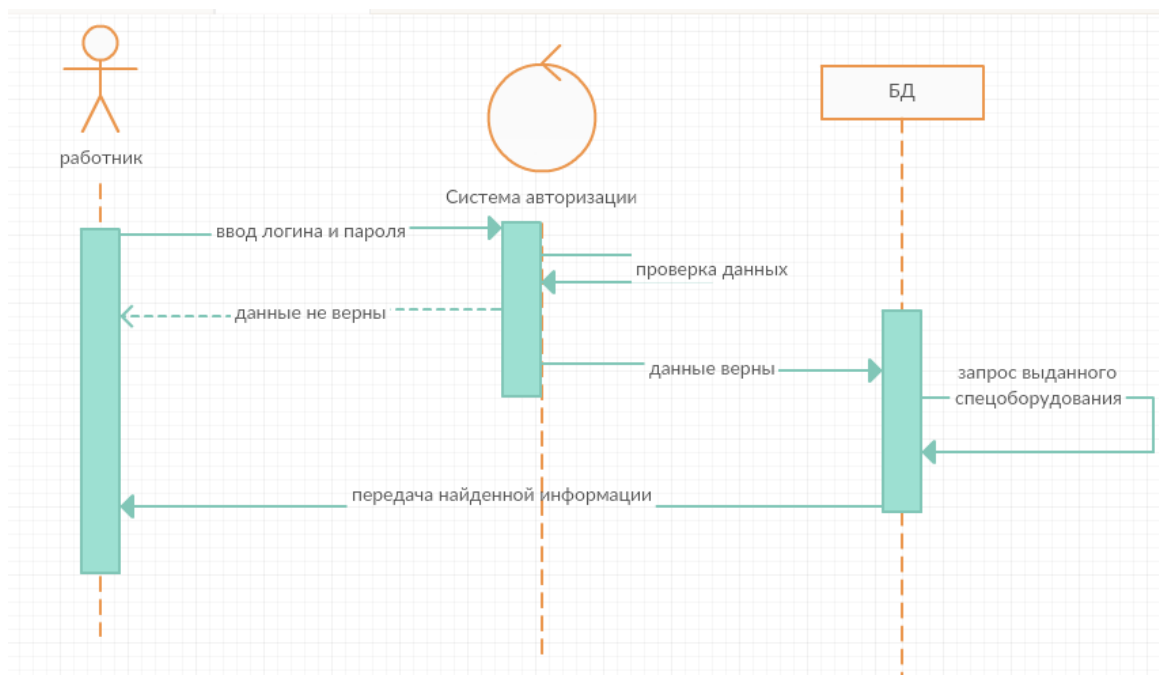 БД
работник
Система авторизации
ввод логина и пароля
проверка данных
данные не верны
данные верны
запрос выданного
спецоборудования
передача найденной информации